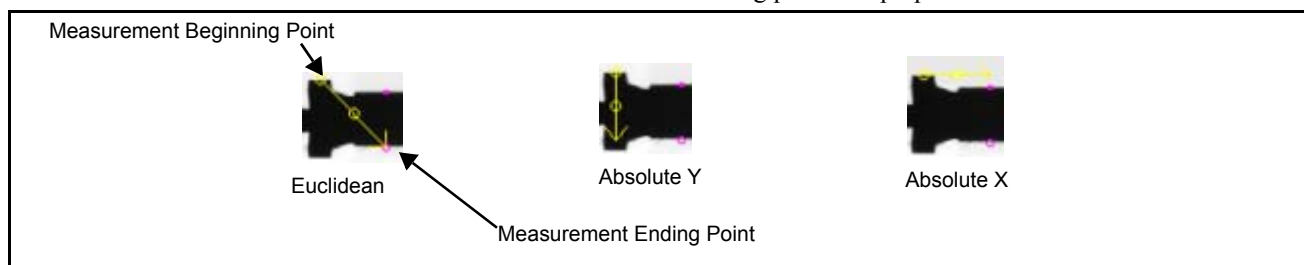 Measurement Beginning Point
Euclidean
Absolute Y
Absolute X
Measurement Ending Point